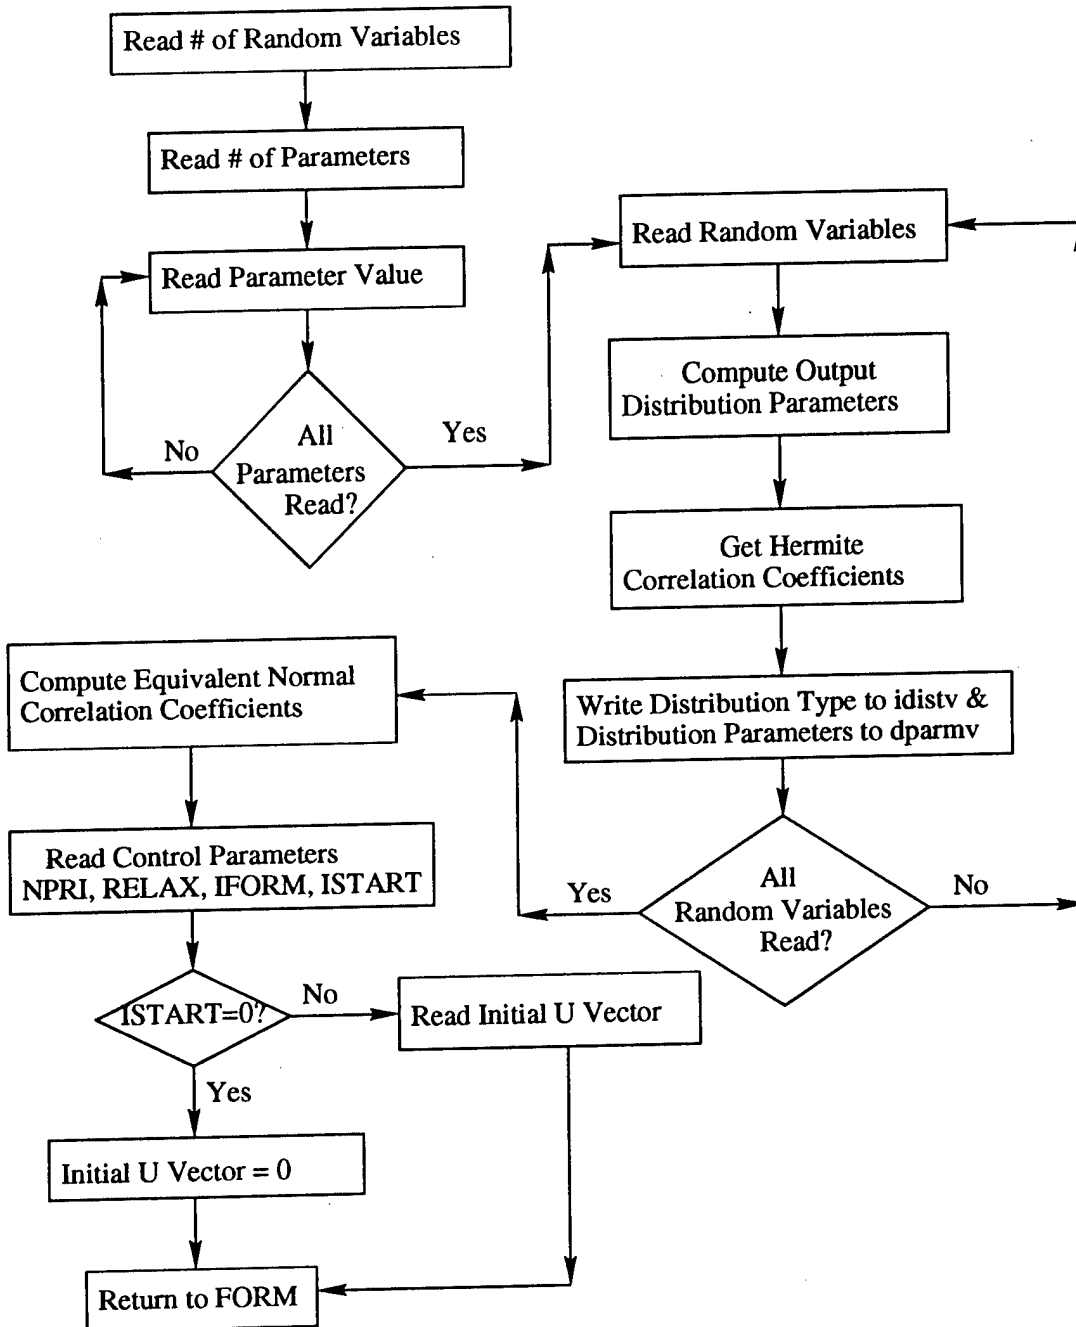 Read # of Random Variables
Read # of Parameters
Read Parameter Value
All
Parameters
Read?
No
Yes
Read Random Variables
Compute Output
Distribution Parameters
Get Hermite
Correlation Coefficients
Write Distribution Type to idistv &
Distribution Parameters to dparmv
All
Random Variables
Read?
Yes
No
Compute Equivalent Normal
Correlation Coefficients
Read Control Parameters
NPRI, RELAX, IFORM, ISTART
ISTART=0?
No
Read Initial U Vector
Yes
Initial U Vector = 0
Return to FORM